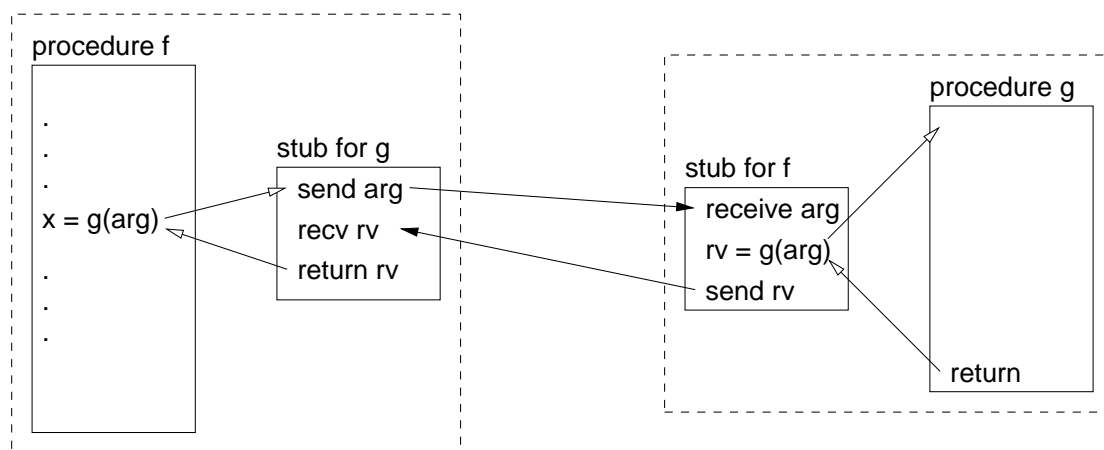 procedure f
.
.
.
x = g(arg)
.
.
.
stub for g
send arg
recv rv
return rv
stub for f
receive arg
rv = g(arg)
send rv
procedure g
return